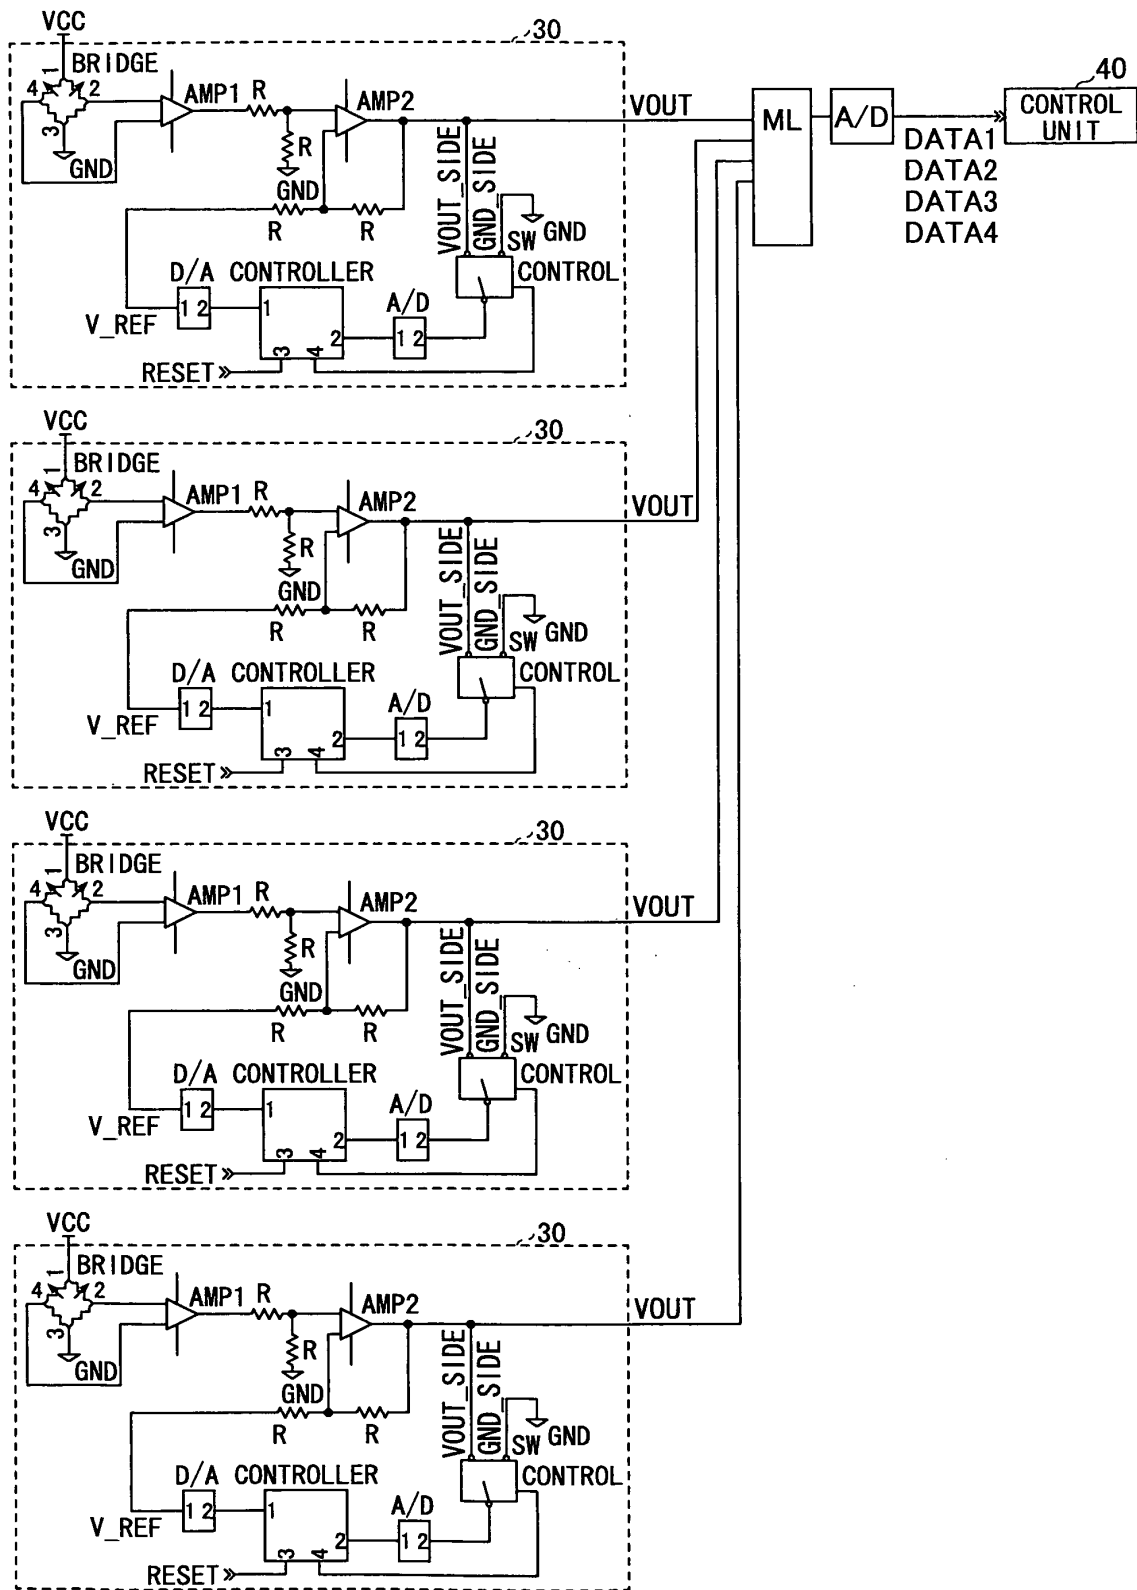 VCC
30
BRIDGE
1
4
2
3
GND
AMP1
R
R
GND
AMP2
R
R
VOUT_SIDE
GND_SIDE
SW
GND
CONTROL
VOUT
D/A
CONTROLLER
1 2
1
2
3
4
A/D
1 2
V_REF
RESET
ML
A/D
DATA1
DATA2
DATA3
DATA4
40
CONTROL
UNIT
VCC
30
BRIDGE
1
4
2
3
GND
AMP1
R
R
GND
AMP2
R
R
VOUT_SIDE
GND_SIDE
SW
GND
CONTROL
VOUT
D/A
CONTROLLER
1 2
1
2
3
4
A/D
1 2
V_REF
RESET
VCC
30
BRIDGE
1
4
2
3
GND
AMP1
R
R
GND
AMP2
R
R
VOUT_SIDE
GND_SIDE
SW
GND
CONTROL
VOUT
D/A
CONTROLLER
1 2
1
2
3
4
A/D
1 2
V_REF
RESET
VCC
30
BRIDGE
1
4
2
3
GND
AMP1
R
R
GND
AMP2
R
R
VOUT_SIDE
GND_SIDE
SW
GND
CONTROL
VOUT
D/A
CONTROLLER
1 2
1
2
3
4
A/D
1 2
V_REF
RESET